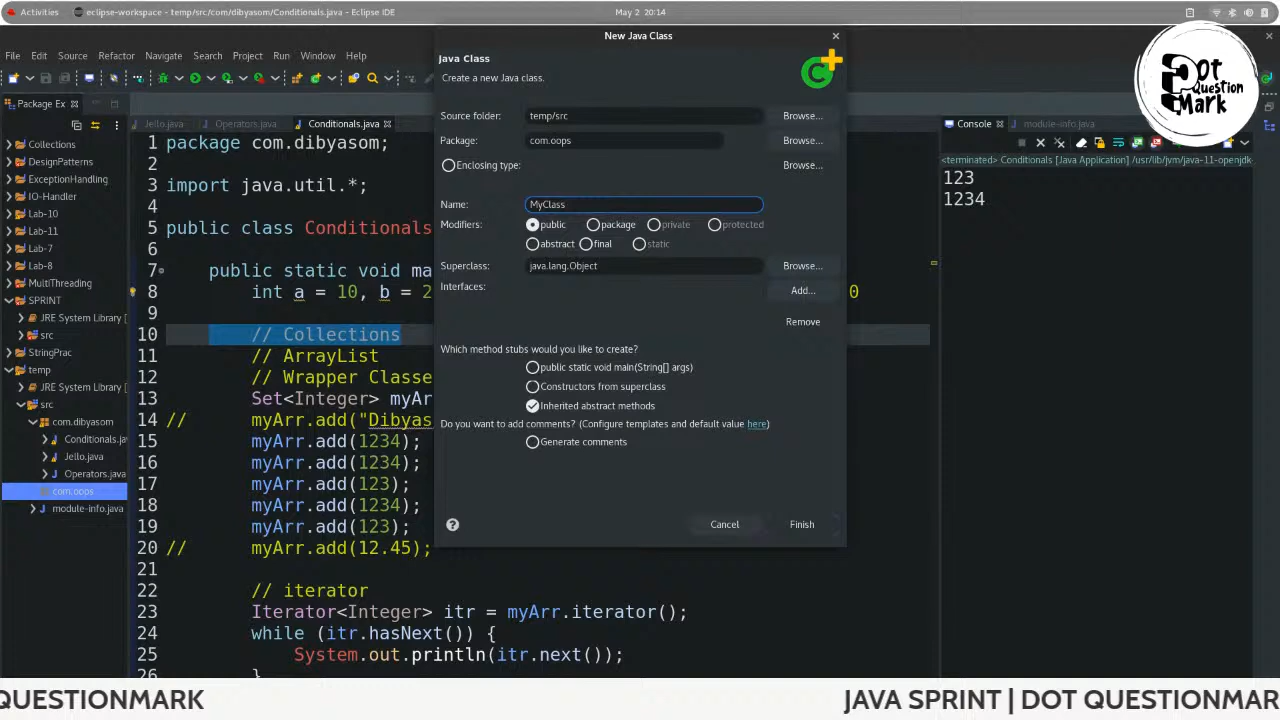 Activities
eclipse-workspace - temp/src/com/dibyasom/Conditionals.java - Eclipse IDE
May 2 20:14
File Edit Source Refactor Navigate Search Project Run Window Help
Package Ex
Collections
DesignPatterns
ExceptionHandling
IO-Handler
Lab-10
Lab-11
Lab-7
Lab-8
MultiThreading
SPRINT
JRE System Library [
src
StringPrac
temp
JRE System Library [
src
com.dibyasom
Conditionals.jav
Jello.java
Operators.java
com.oops
module-info.java
Jello.java Operators.java Conditionals.java
1 package com.dibyasom;
2
3 import java.util.*;
4
5 public class Conditionals
6
7 public static void ma
8 int a = 10, b = 2 0
9
10 // Collections
11 // ArrayList
12 // Wrapper Classe
13 Set<Integer> myAr
14 // myArr.add("Dibyas
15 myArr.add(1234);
16 myArr.add(1234);
17 myArr.add(123);
18 myArr.add(1234);
19 myArr.add(123);
20 // myArr.add(12.45);
21
22 // iterator
23 Iterator<Integer> itr = myArr.iterator();
24 while (itr.hasNext()) {
25 System.out.println(itr.next());
26 }
New Java Class
Java Class
Create a new Java class.
Source folder: temp/src Browse...
Package: com.oops Browse...
Enclosing type: Browse...
Name: MyClass
Modifiers: public package private protected
abstract final static
Superclass: java.lang.Object Browse...
Interfaces: Add...
Remove
Which method stubs would you like to create?
public static void main(String[] args)
Constructors from superclass
Inherited abstract methods
Do you want to add comments? (Configure templates and default value here)
Generate comments
Cancel Finish
Console module-info.java
<terminated> Conditionals [Java Application] /usr/lib/jvm/java-11-openjdk-
123
1234
Dot
Question
Mark
QUESTIONMARK
JAVA SPRINT | DOT QUESTIONMAR